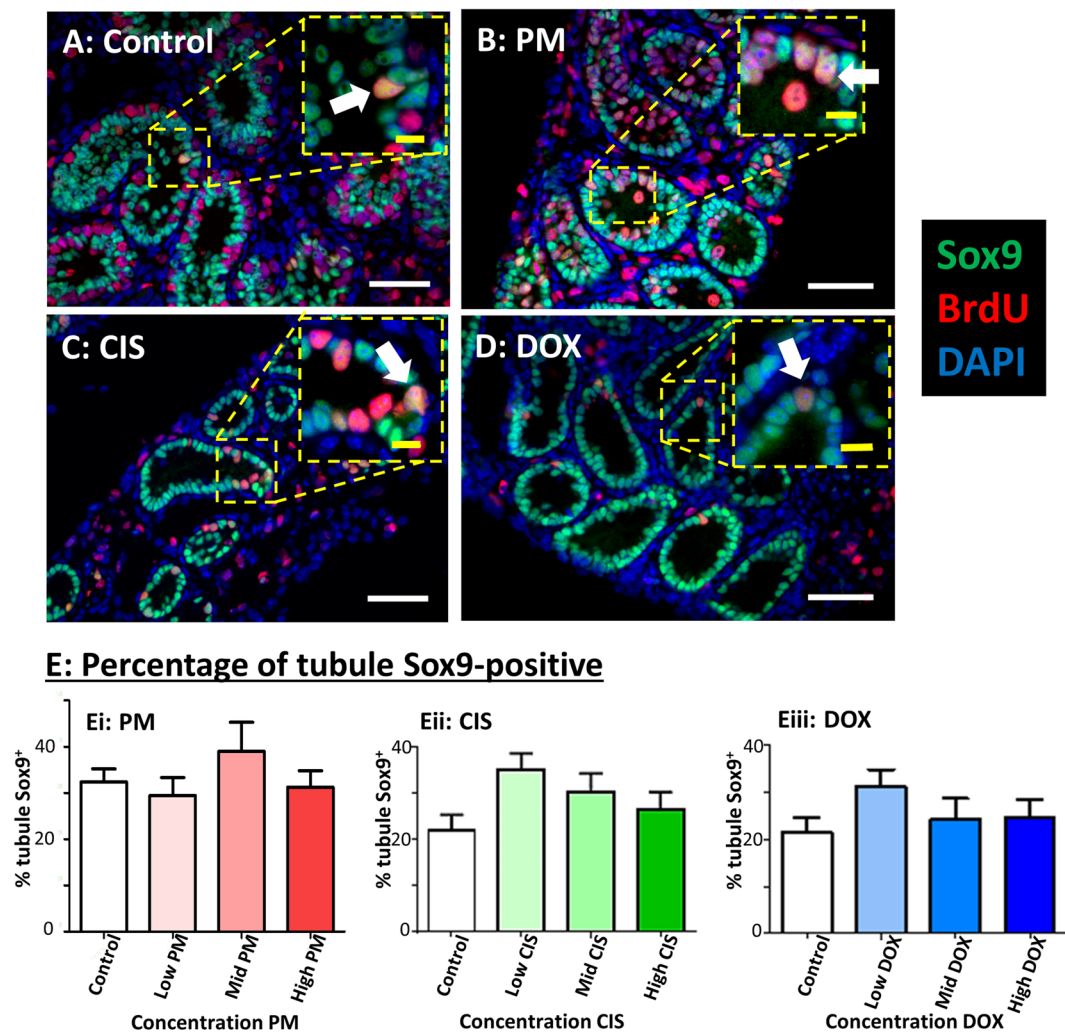 A: Control
B: PM
C: CIS
D: DOX
Sox9
BrdU
DAPI
E: Percentage of tubule Sox9-positive
Ei: PM
% tubule Sox9⁺
40
20
0
Control
Low PM
Mid PM
High PM
Concentration PM
Eii: CIS
% tubule Sox9⁺
40
20
0
Control
Low CIS
Mid CIS
High CIS
Concentration CIS
Eiii: DOX
% tubule Sox9⁺
40
20
0
Control
Low DOX
Mid DOX
High DOX
Concentration DOX